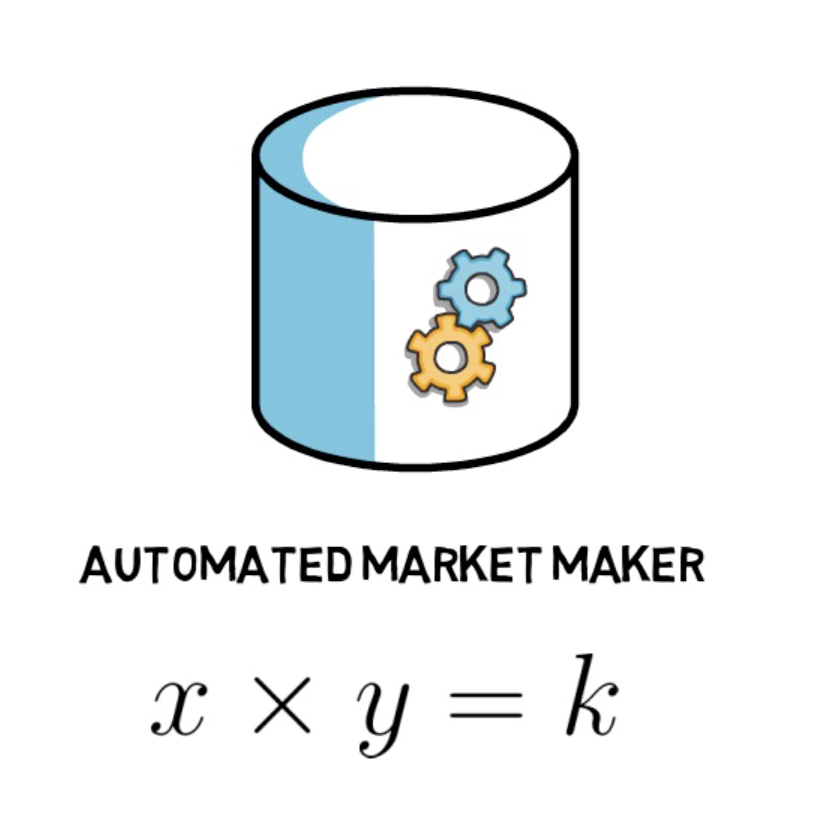 AUTOMATED MARKET MAKER
x × y = k